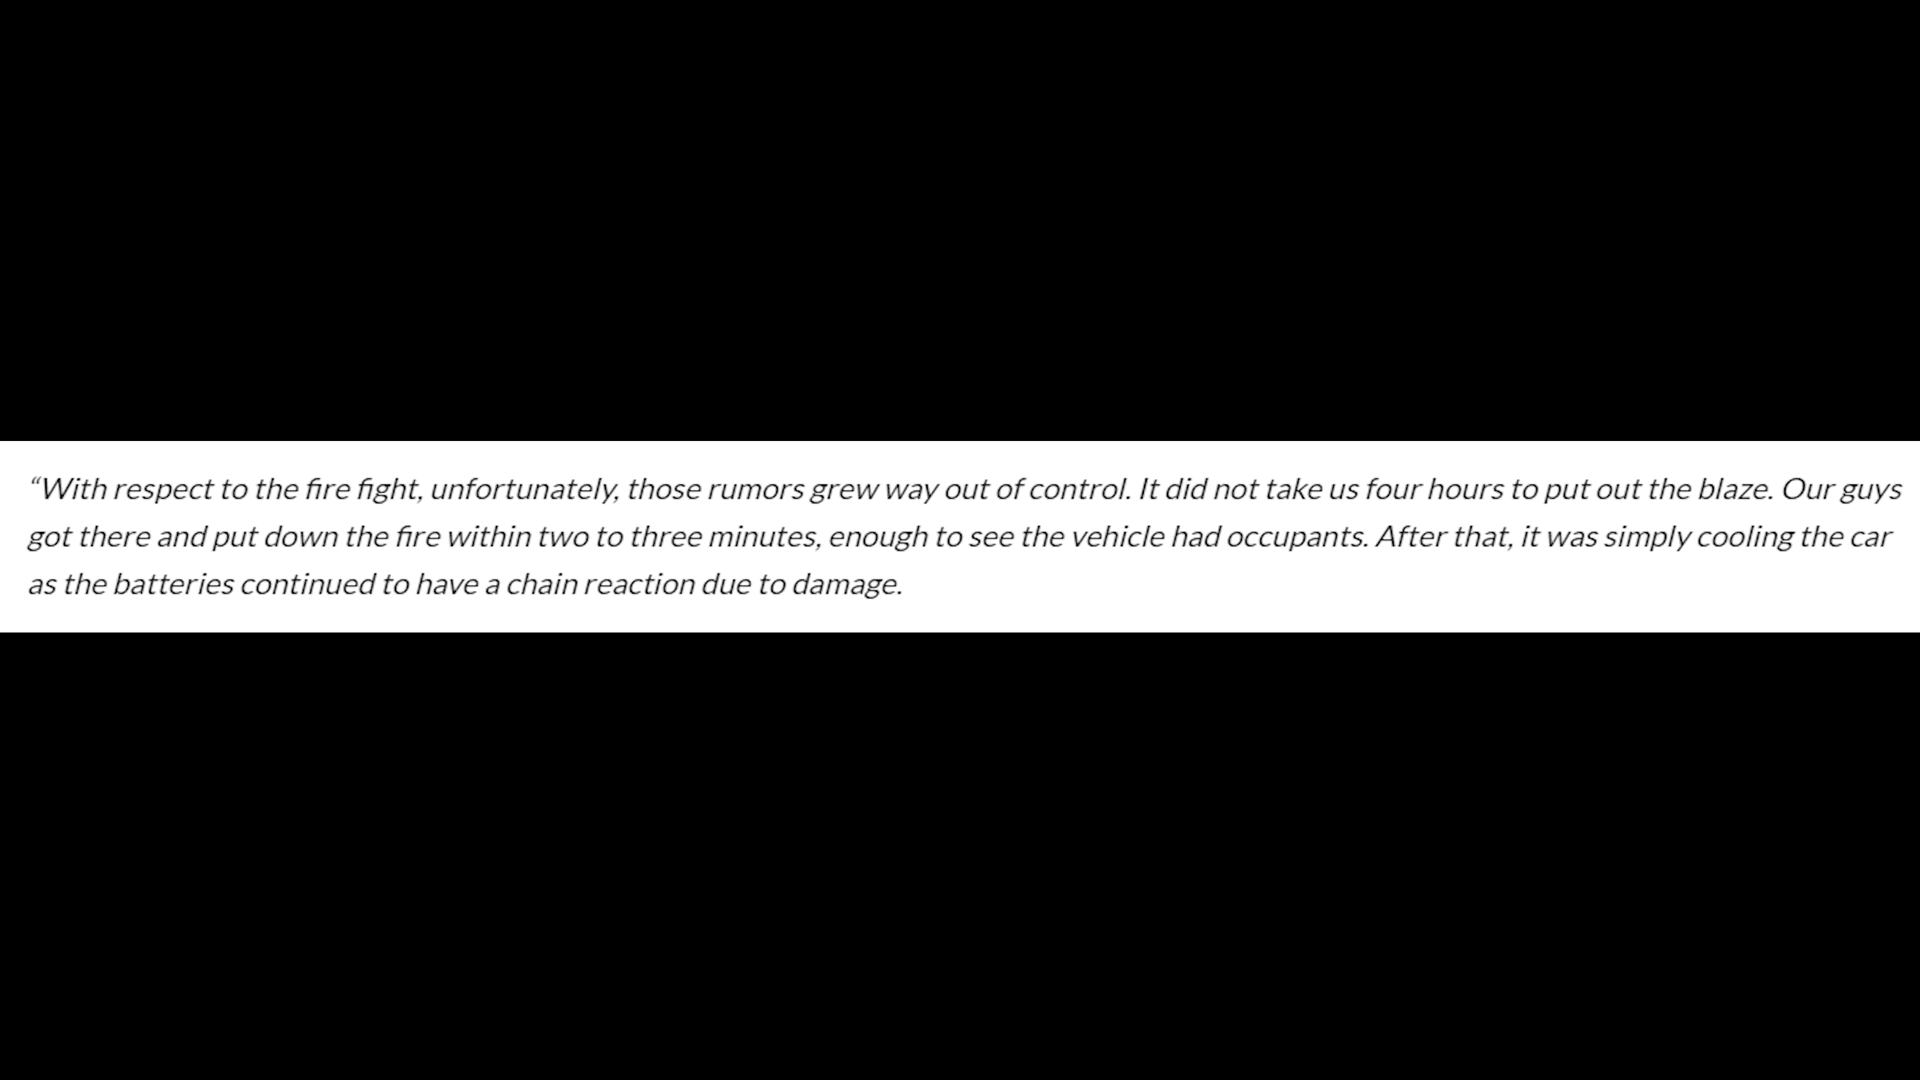 “With respect to the fire fight, unfortunately, those rumors grew way out of control. It did not take us four hours to put out the blaze. Our guys
got there and put down the fire within two to three minutes, enough to see the vehicle had occupants. After that, it was simply cooling the car
as the batteries continued to have a chain reaction due to damage.